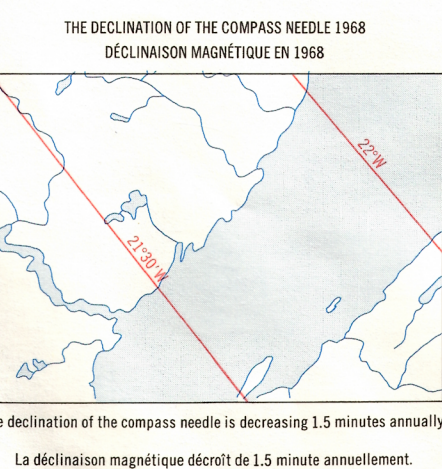 THE DECLINATION OF THE COMPASS NEEDLE 1968
DÉCLINAISON MAGNÉTIQUE EN 1968
22°W
21°30'W
e declination of the compass needle is decreasing 1.5 minutes annually
La déclinaison magnétique décroît de 1.5 minute annuellement.